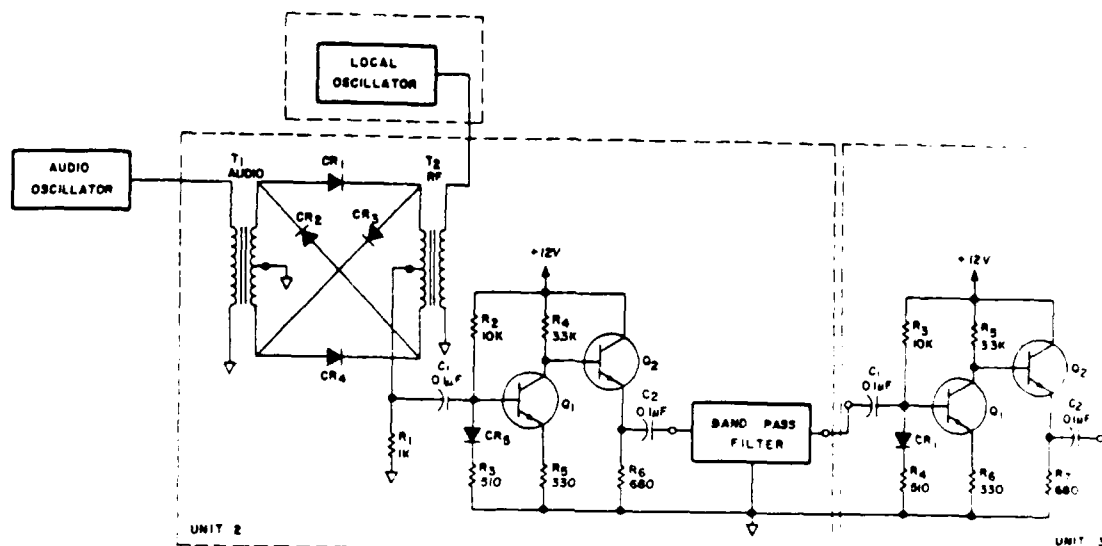 LOCAL
OSCILLATOR
AUDIO
OSCILLATOR
T1
AUDIO
CR1
T2
RF
CR2
CR3
CR4
+12V
R2
10K
R4
3.3K
Q2
C1
0.1µF
Q1
C2
0.1µF
CR5
R1
1K
R3
510
R5
330
R6
680
BAND PASS
FILTER
UNIT 2
+12V
R3
10K
R5
3.3K
Q2
C1
0.1µF
Q1
C2
0.1µF
CR1
R4
510
R6
330
R7
680
UNIT 3